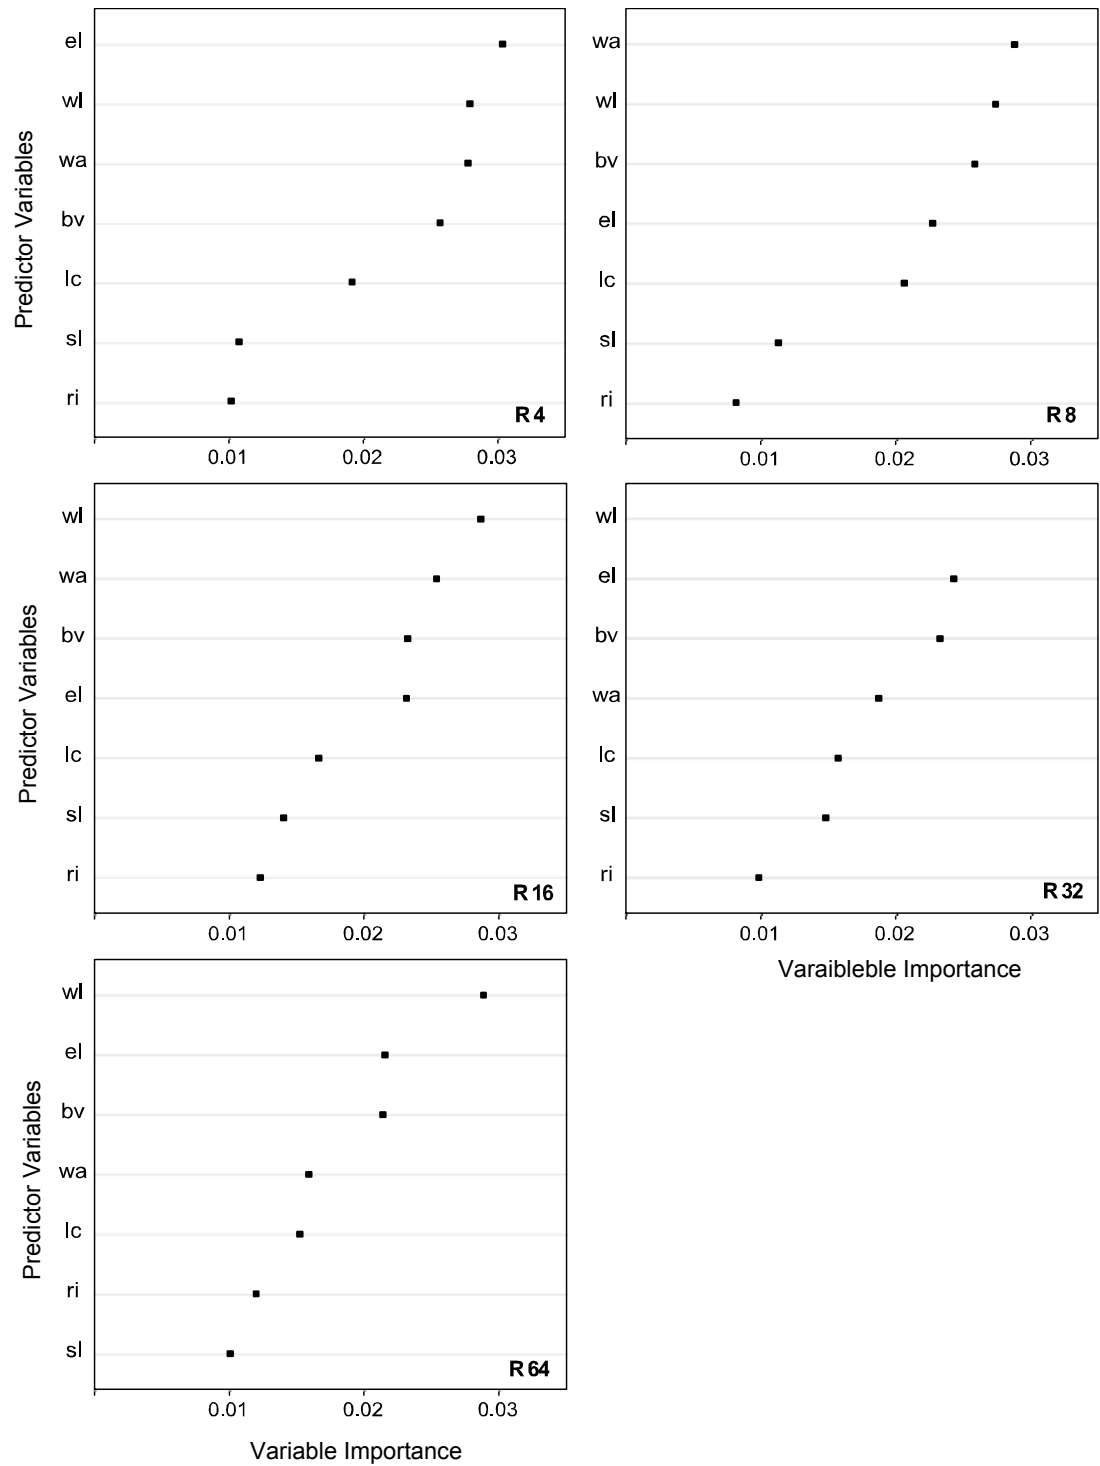 Predictor Variables
el
wl
wa
bv
lc
sl
ri
R 4
0.01 0.02 0.03
wa
wl
bv
el
lc
sl
ri
R 8
0.01 0.02 0.03
Predictor Variables
wl
wa
bv
el
lc
sl
ri
R 16
0.01 0.02 0.03
wl
el
bv
wa
lc
sl
ri
R 32
0.01 0.02 0.03
Varaibleble Importance
Predictor Variables
wl
el
bv
wa
lc
ri
sl
R 64
0.01 0.02 0.03
Variable Importance